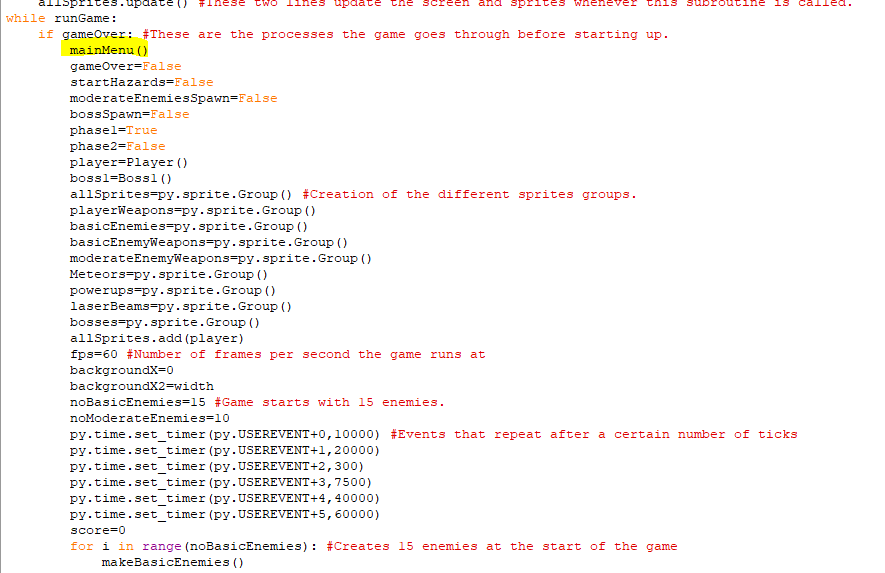 allSprites.update() #These two lines update the screen and sprites whenever this subroutine is called.
while runGame:
    if gameOver: #These are the processes the game goes through before starting up.
        mainMenu()
        gameOver=False
        startHazards=False
        moderateEnemiesSpawn=False
        bossSpawn=False
        phase1=True
        phase2=False
        player=Player()
        boss1=Boss1()
        allSprites=py.sprite.Group() #Creation of the different sprites groups.
        playerWeapons=py.sprite.Group()
        basicEnemies=py.sprite.Group()
        basicEnemyWeapons=py.sprite.Group()
        moderateEnemyWeapons=py.sprite.Group()
        Meteors=py.sprite.Group()
        powerups=py.sprite.Group()
        laserBeams=py.sprite.Group()
        bosses=py.sprite.Group()
        allSprites.add(player)
        fps=60 #Number of frames per second the game runs at
        backgroundX=0
        backgroundX2=width
        noBasicEnemies=15 #Game starts with 15 enemies.
        noModerateEnemies=10
        py.time.set_timer(py.USEREVENT+0,10000) #Events that repeat after a certain number of ticks
        py.time.set_timer(py.USEREVENT+1,20000)
        py.time.set_timer(py.USEREVENT+2,300)
        py.time.set_timer(py.USEREVENT+3,7500)
        py.time.set_timer(py.USEREVENT+4,40000)
        py.time.set_timer(py.USEREVENT+5,60000)
        score=0
        for i in range(noBasicEnemies): #Creates 15 enemies at the start of the game
            makeBasicEnemies()